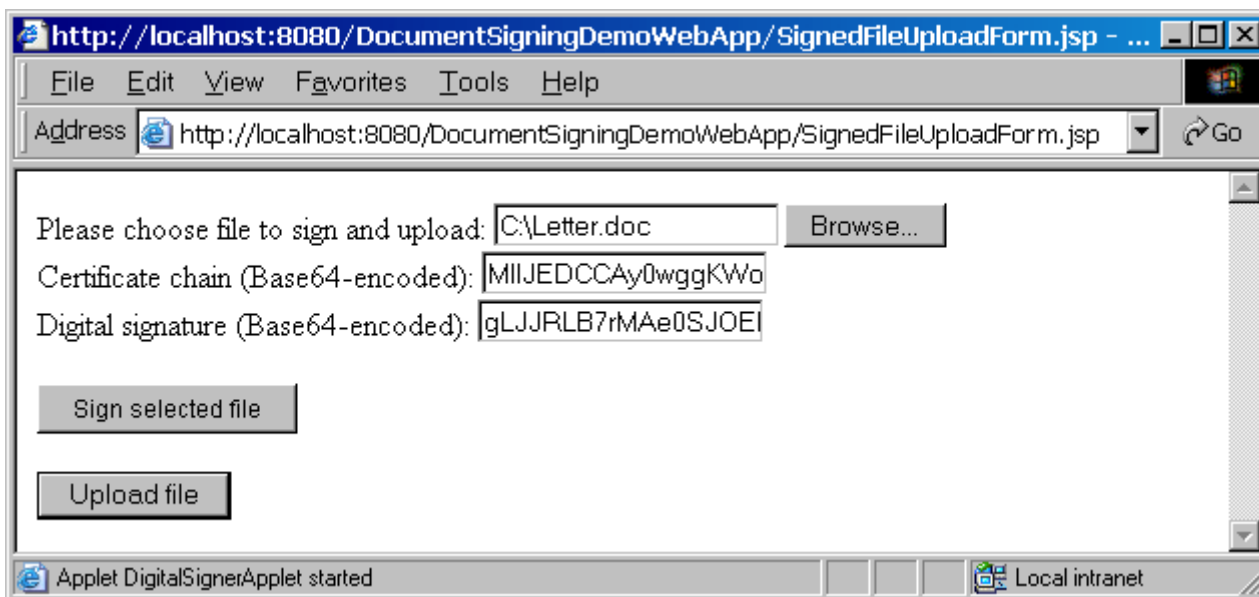 http://localhost:8080/DocumentSigningDemoWebApp/SignedFileUploadForm.jsp - ...
File Edit View Favorites Tools Help
Address http://localhost:8080/DocumentSigningDemoWebApp/SignedFileUploadForm.jsp Go
Please choose file to sign and upload: C:\Letter.doc Browse...
Certificate chain (Base64-encoded): MIIJEDCCAy0wggKWo
Digital signature (Base64-encoded): gLJJRLB7rMAe0SJOEI
Sign selected file
Upload file
Applet DigitalSignerApplet started Local intranet